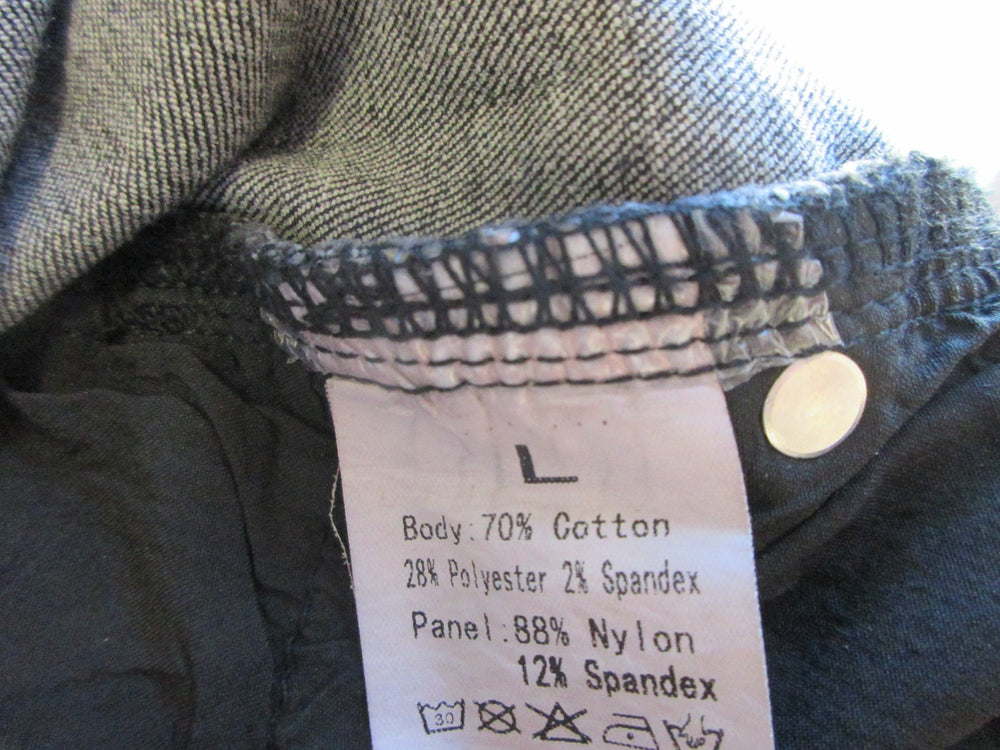 L
Body:70% Cotton
28% Polyester 2% Spandex
Panel:88% Nylon
12% Spandex
30